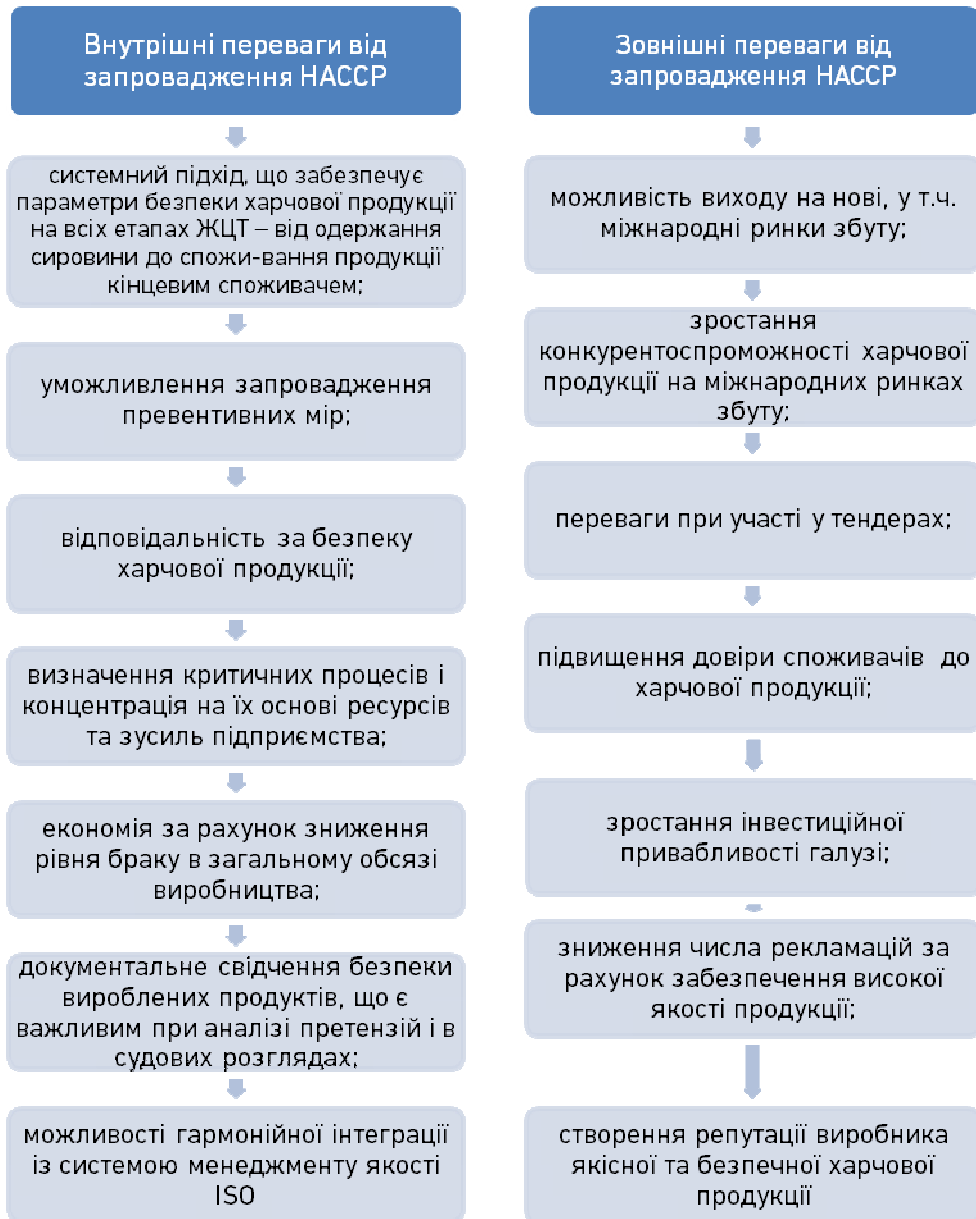 Внутрішні переваги від
запровадження НАССР
системний підхід, що забезпечує
параметри безпеки харчової продукції
на всіх етапах ЖЦТ – від одержання
сировини до спожи-вання продукції
кінцевим споживачем;
уможливлення запровадження
превентивних мір;
відповідальність за безпеку
харчової продукції;
визначення критичних процесів і
концентрація на їх основі ресурсів
та зусиль підприємства;
економія за рахунок зниження
рівня браку в загальному обсязі
виробництва;
документальне свідчення безпеки
вироблених продуктів, що є
важливим при аналізі претензій і в
судових розглядах;
можливості гармонійної інтеграції
із системою менеджменту якості
ISO
Зовнішні переваги від
запровадження НАССР
можливість виходу на нові, у т.ч.
міжнародні ринки збуту;
зростання
конкурентоспроможності харчової
продукції на міжнародних ринках
збуту;
переваги при участі у тендерах;
підвищення довіри споживачів до
харчової продукції;
зростання інвестиційної
привабливості галузі;
зниження числа рекламацій за
рахунок забезпечення високої
якості продукції;
створення репутації виробника
якісної та безпечної харчової
продукції